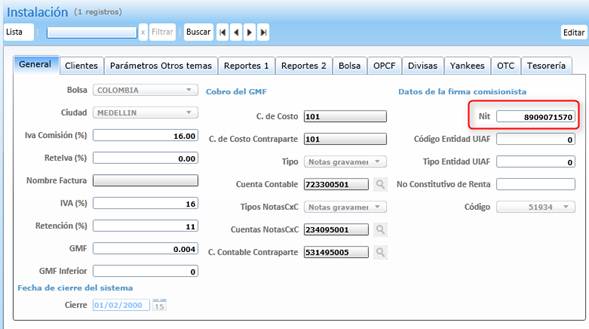 Instalación (1 registros)
Lista x Filtrar Buscar Editar
General Clientes Parámetros Otros temas Reportes 1 Reportes 2 Bolsa OPCF Divisas Yankees OTC Tesorería
Bolsa COLOMBIA
Ciudad MEDELLIN
Iva Comisión (%) 16.00
ReteIva (%) 0.00
Nombre Factura
IVA (%) 16
Retención (%) 11
GMF 0.004
GMF Inferior 0
Fecha de cierre del sistema
Cierre 01/02/2000 15
Cobro del GMF
C. de Costo 101
C. de Costo Contraparte 101
Tipo Notas gravamer
Cuenta Contable 723300501
Tipos NotasCxC Notas gravamer
Cuentas NotasCxC 234095001
C. Contable Contraparte 531495005
Datos de la firma comisionista
Nit 8909071570
Código Entidad UIAF 0
Tipo Entidad UIAF 0
No Constitutivo de Renta
Código 51934